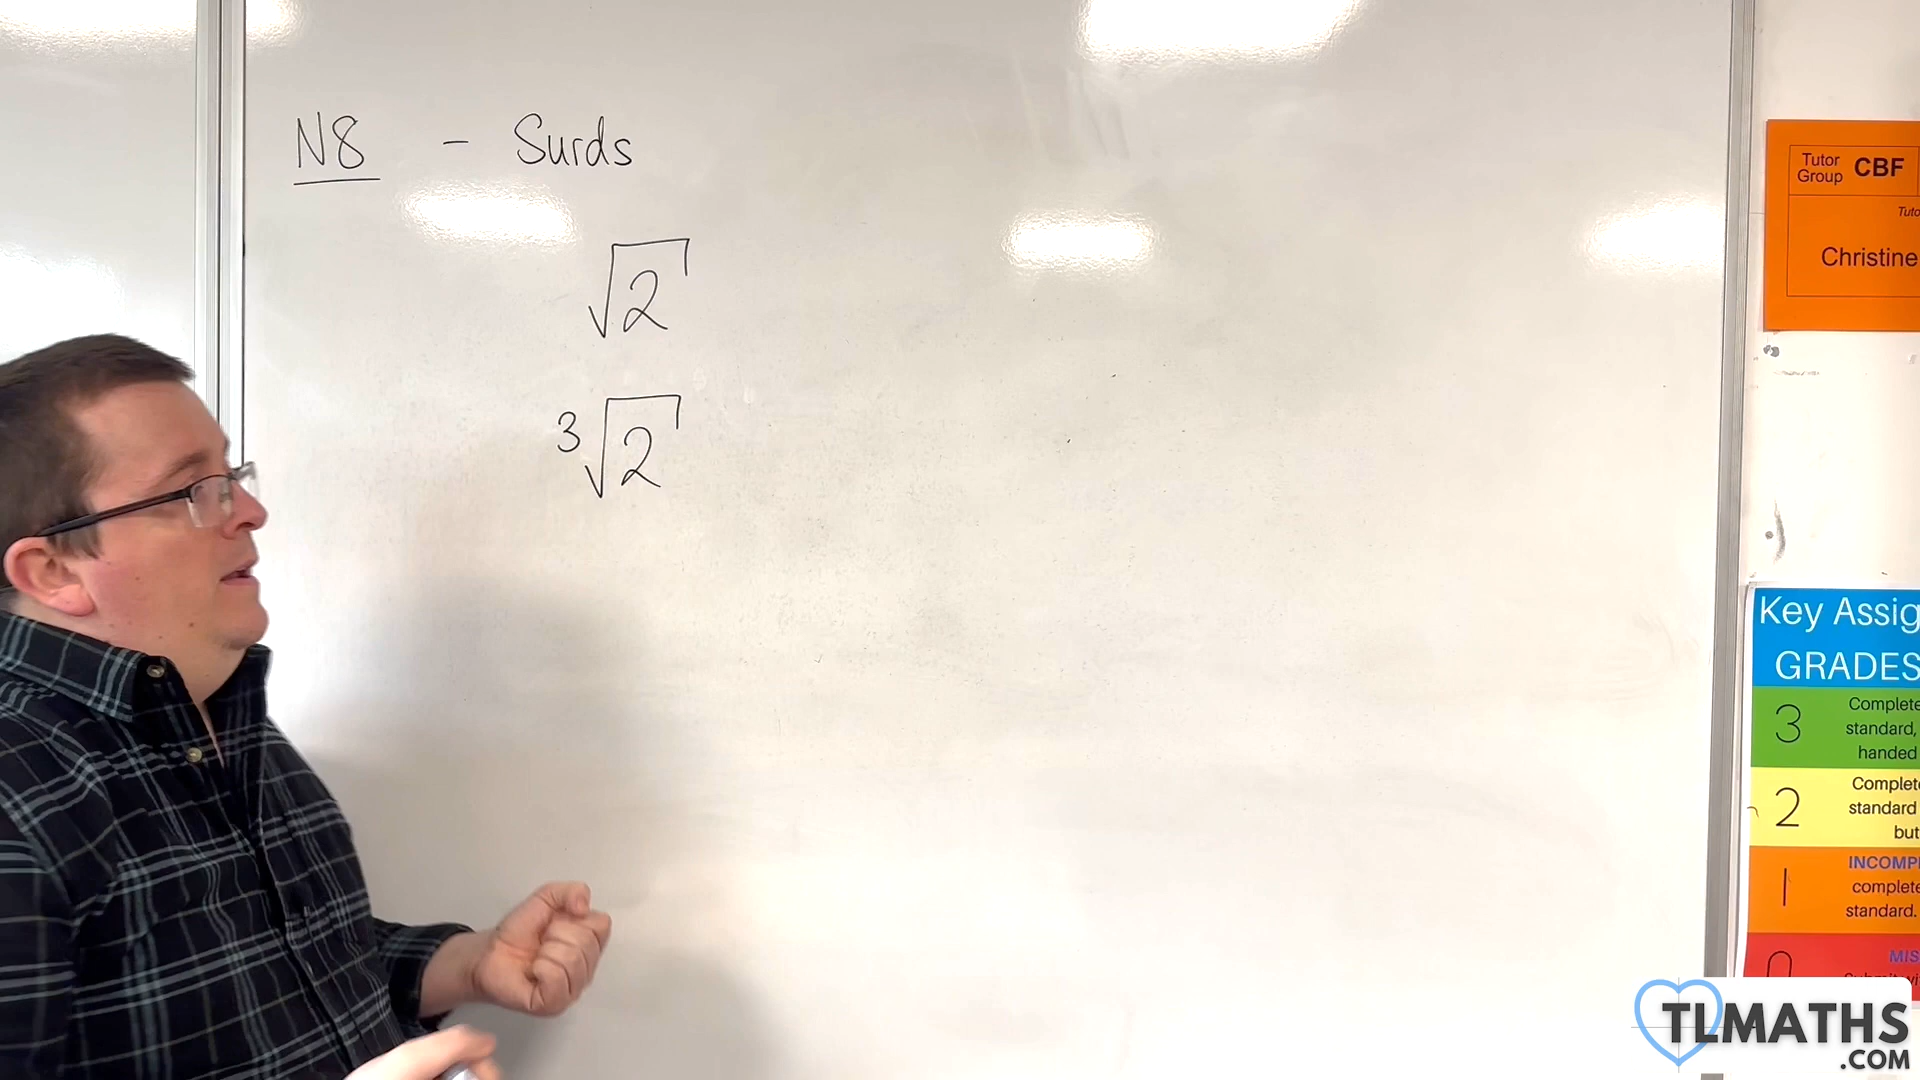 N8 - Surds
√2
³√2
Tutor Group CBF
Christine
Key Assig
GRADES
3 Complete
standard,
handed
2 Complete
standard
but
1 INCOMP
complete
standard.
0 MIS
TLMATHS
.COM